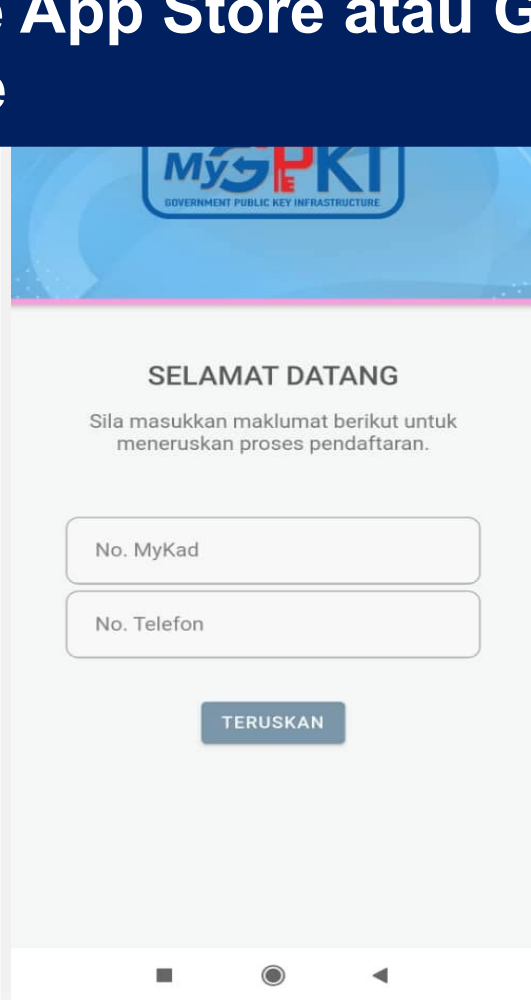 App Store atau
MyGPKI
GOVERNMENT PUBLIC KEY INFRASTRUCTURE
SELAMAT DATANG
Sila masukkan maklumat berikut untuk
meneruskan proses pendaftaran.
No. MyKad
No. Telefon
TERUSKAN